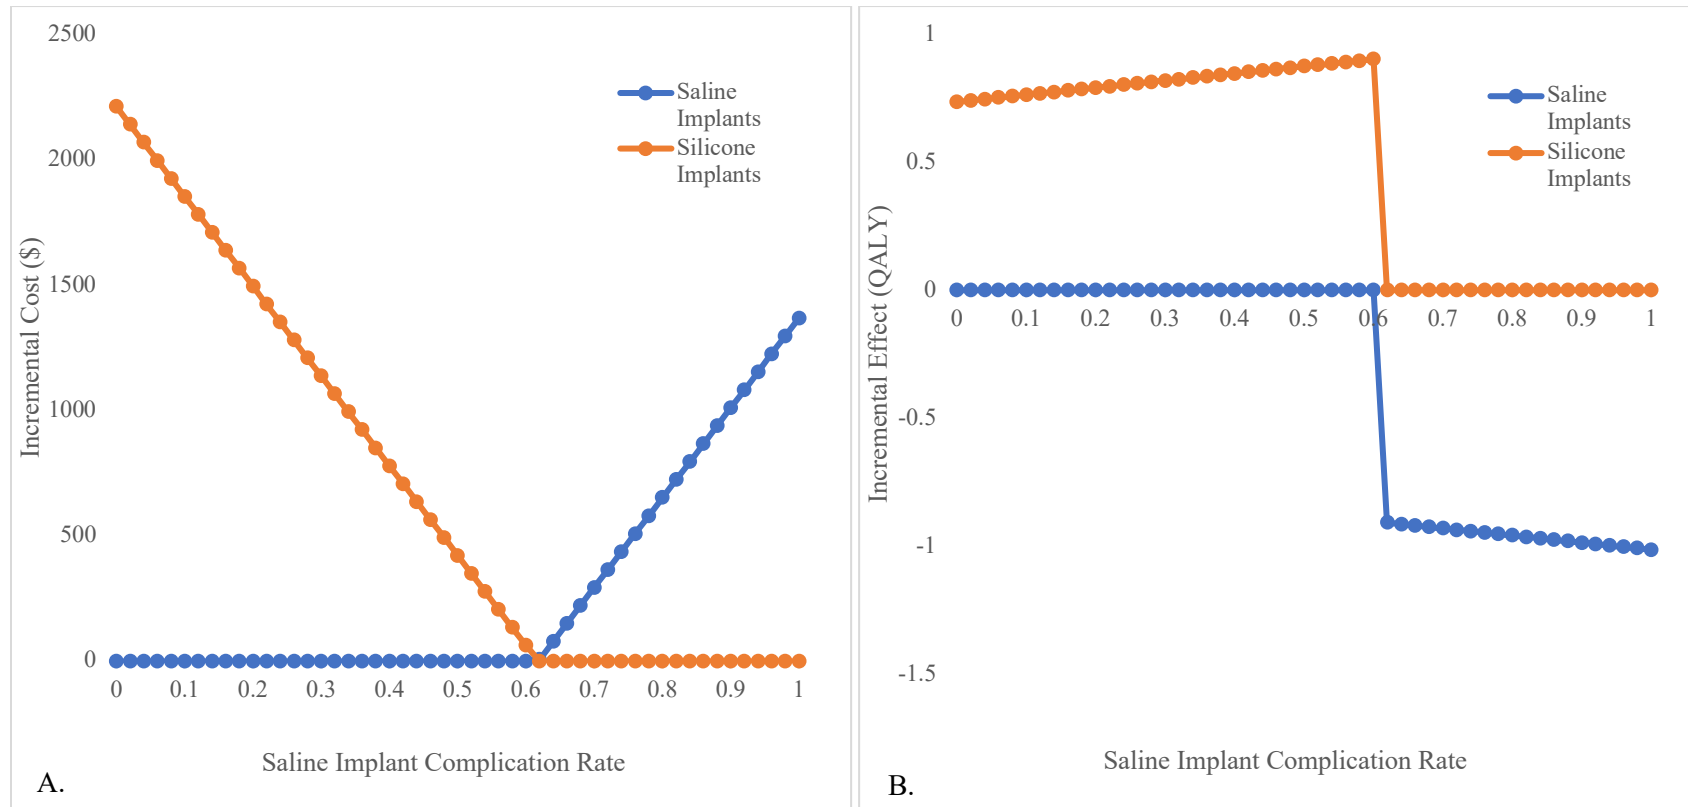 2500
2000
1500
1000
500
0
Incremental Cost ($)
0 0.1 0.2 0.3 0.4 0.5 0.6 0.7 0.8 0.9 1
Saline Implant Complication Rate
Saline
Implants
Silicone
Implants
A.
1
0.5
0
-0.5
-1
-1.5
Incremental Effect (QALY)
0 0.1 0.2 0.3 0.4 0.5 0.6 0.7 0.8 0.9 1
Saline Implant Complication Rate
Saline
Implants
Silicone
Implants
B.